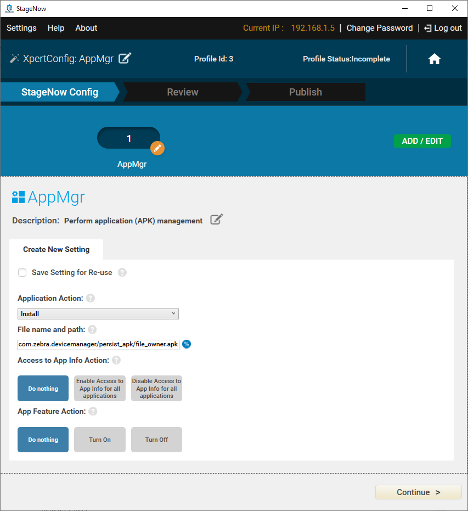 StageNow
Settings Help About Current IP : 192.168.1.5 | Change Password | Log out
XpertConfig: AppMgr Profile Id: 3 Profile Status:Incomplete
StageNow Config Review Publish
1
AppMgr
ADD / EDIT
AppMgr
Description: Perform application (APK) management
Create New Setting
Save Setting for Re-use ?
Application Action: ?
Install
File name and path: ?
com.zebra.devicemanager/persist_apk/file_owner.apk
Access to App Info Action: ?
Do nothing
Enable Access to App Info for all applications
Disable Access to App Info for all applications
App Feature Action: ?
Do nothing Turn On Turn Off
Continue >